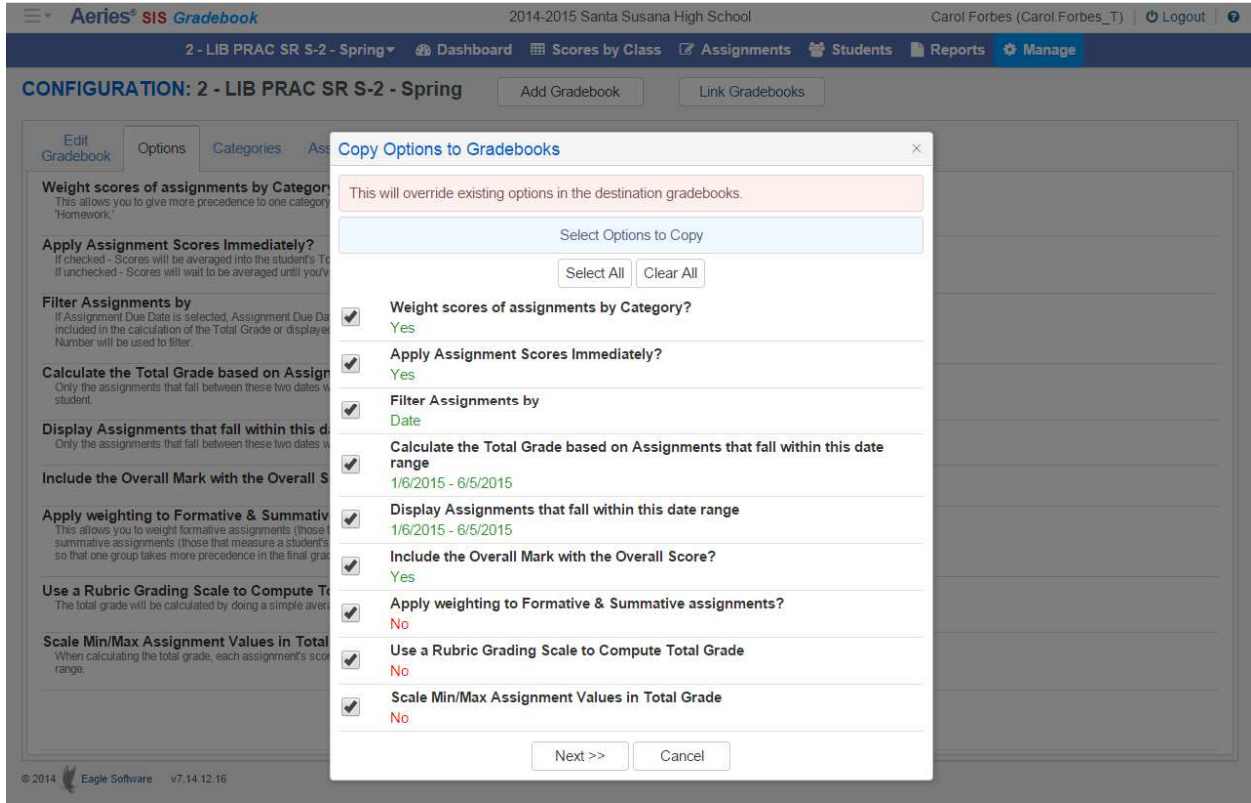 Aeries® SIS Gradebook 2014-2015 Santa Susana High School Carol Forbes (Carol.Forbes_T) Logout
2 - LIB PRAC SR S-2 - Spring Dashboard Scores by Class Assignments Students Reports Manage
CONFIGURATION: 2 - LIB PRAC SR S-2 - Spring Add Gradebook Link Gradebooks
Edit
Gradebook Options Categories
Weight scores of assignments by
This allows you to give more precedence to one category
'Homework.'
Apply Assignment Scores Immediately?
If checked - Scores will be averaged into the student's
If unchecked - Scores will wait to be averaged until you've
Filter Assignments by
If Assignment Due Date is selected, Assignment Due
included in the calculation of the Total Grade or
Number will be used to filter.
Calculate the Total Grade based on
Only the assignments that fall between these two dates
student.
Display Assignments that fall within this
Only the assignments that fall between these two dates
Include the Overall Mark with the Overall
Apply weighting to Formative &
This allows you to weight formative assignments (those
summative assignments (those that measure a student's
so that one group takes more precedence in the final
Use a Rubric Grading Scale to Compute
The total grade will be calculated by doing a simple
Scale Min/Max Assignment Values in Total
When calculating the total grade, each assignment's
range.
Copy Options to Gradebooks ×
This will override existing options in the destination gradebooks.
Select Options to Copy
Select All Clear All
Weight scores of assignments by Category?
Yes
Apply Assignment Scores Immediately?
Yes
Filter Assignments by
Date
Calculate the Total Grade based on Assignments that fall within this date
range
1/6/2015 - 6/5/2015
Display Assignments that fall within this date range
1/6/2015 - 6/5/2015
Include the Overall Mark with the Overall Score?
Yes
Apply weighting to Formative & Summative assignments?
No
Use a Rubric Grading Scale to Compute Total Grade
No
Scale Min/Max Assignment Values in Total Grade
No
Next >> Cancel
© 2014 Eagle Software v7.14.12.16